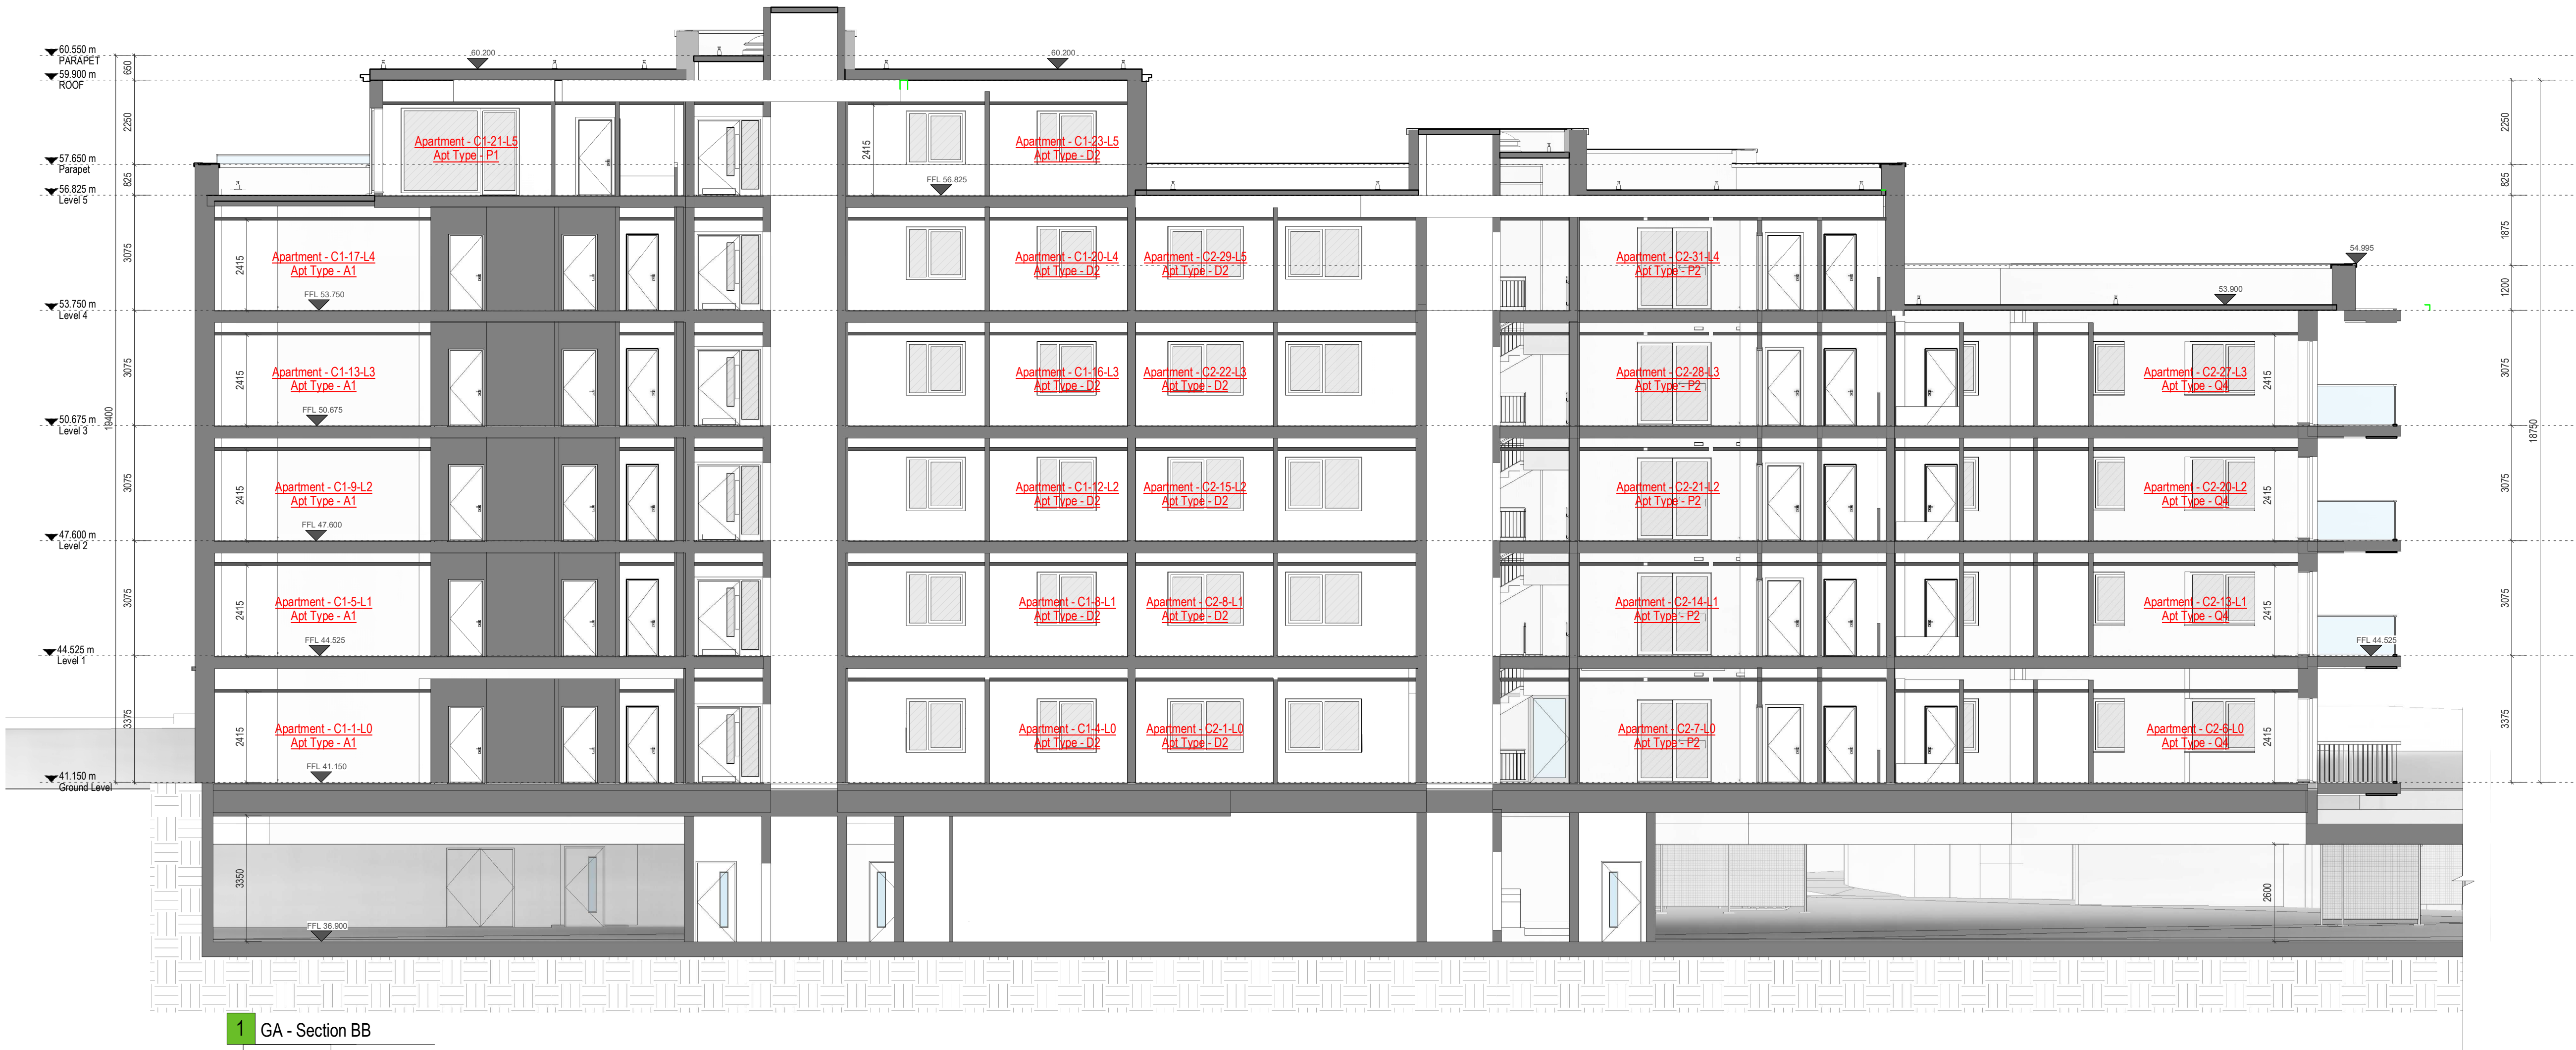 60.550 m
PARAPET
59.900 m
ROOF
57.650 m
Parapet
56.825 m
Level 5
53.750 m
Level 4
50.675 m
Level 3
47.600 m
Level 2
44.525 m
Level 1
41.150 m
Ground Level
650
2250
825
3075
3075
3075
3075
3375
19400
60.200
60.200
Apartment - C1-21-L5
Apt Type - P1
2415
Apartment - C1-23-L5
Apt Type - D2
FFL 56.825
2415
Apartment - C1-17-L4
Apt Type - A1
FFL 53.750
Apartment - C1-20-L4
Apt Type - D2
Apartment - C2-29-L5
Apt Type - D2
Apartment - C2-31-L4
Apt Type - P2
54.995
53.900
2415
Apartment - C1-13-L3
Apt Type - A1
FFL 50.675
Apartment - C1-16-L3
Apt Type - D2
Apartment - C2-22-L3
Apt Type - D2
Apartment - C2-28-L3
Apt Type - P2
Apartment - C2-27-L3
Apt Type - Q4
2415
2415
Apartment - C1-9-L2
Apt Type - A1
FFL 47.600
Apartment - C1-12-L2
Apt Type - D2
Apartment - C2-15-L2
Apt Type - D2
Apartment - C2-21-L2
Apt Type - P2
Apartment - C2-20-L2
Apt Type - Q4
2415
2415
Apartment - C1-5-L1
Apt Type - A1
FFL 44.525
Apartment - C1-8-L1
Apt Type - D2
Apartment - C2-8-L1
Apt Type - D2
Apartment - C2-14-L1
Apt Type - P2
Apartment - C2-13-L1
Apt Type - Q4
2415
FFL 44.525
2415
Apartment - C1-1-L0
Apt Type - A1
FFL 41.150
Apartment - C1-4-L0
Apt Type - D2
Apartment - C2-1-L0
Apt Type - D2
Apartment - C2-7-L0
Apt Type - P2
Apartment - C2-6-L0
Apt Type - Q4
2415
3350
FFL 36.900
2600
2250
825
1875
1200
3075
3075
3075
3375
18750
1
GA - Section BB